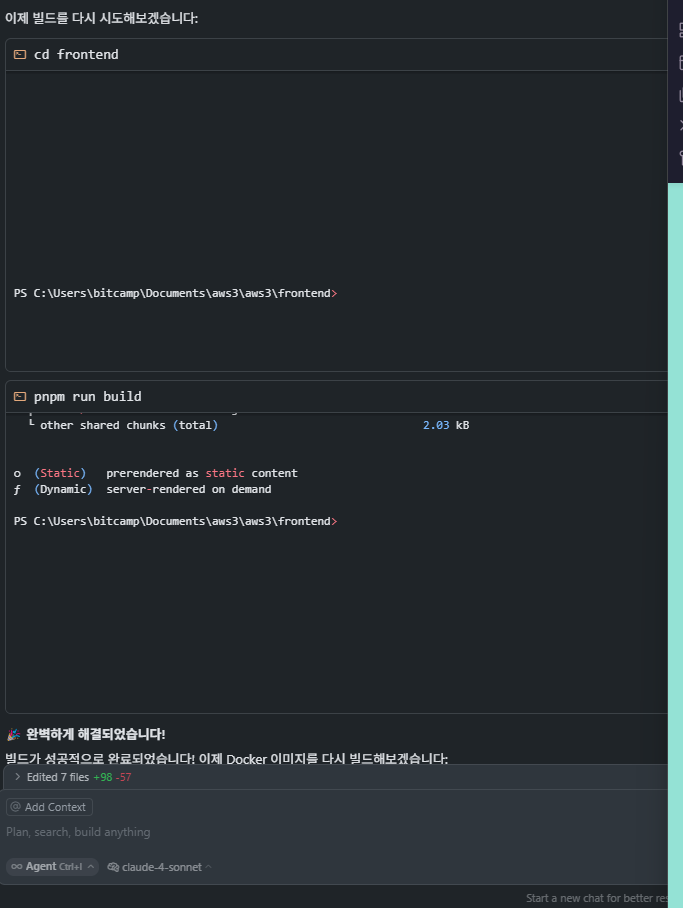 이제 빌드를 다시 시도해보겠습니다:
cd frontend
PS C:\Users\bitcamp\Documents\aws3\aws3\frontend>
pnpm run build
└ other shared chunks (total) 2.03 kB
○ (Static) prerendered as static content
ƒ (Dynamic) server-rendered on demand
PS C:\Users\bitcamp\Documents\aws3\aws3\frontend>
🎉 완벽하게 해결되었습니다!
빌드가 성공적으로 완료되었습니다! 이제 Docker 이미지를 다시 빌드해보겠습니다:
> Edited 7 files +98 -57
@ Add Context
Plan, search, build anything
∞ Agent Ctrl+I
claude-4-sonnet
Start a new chat for better